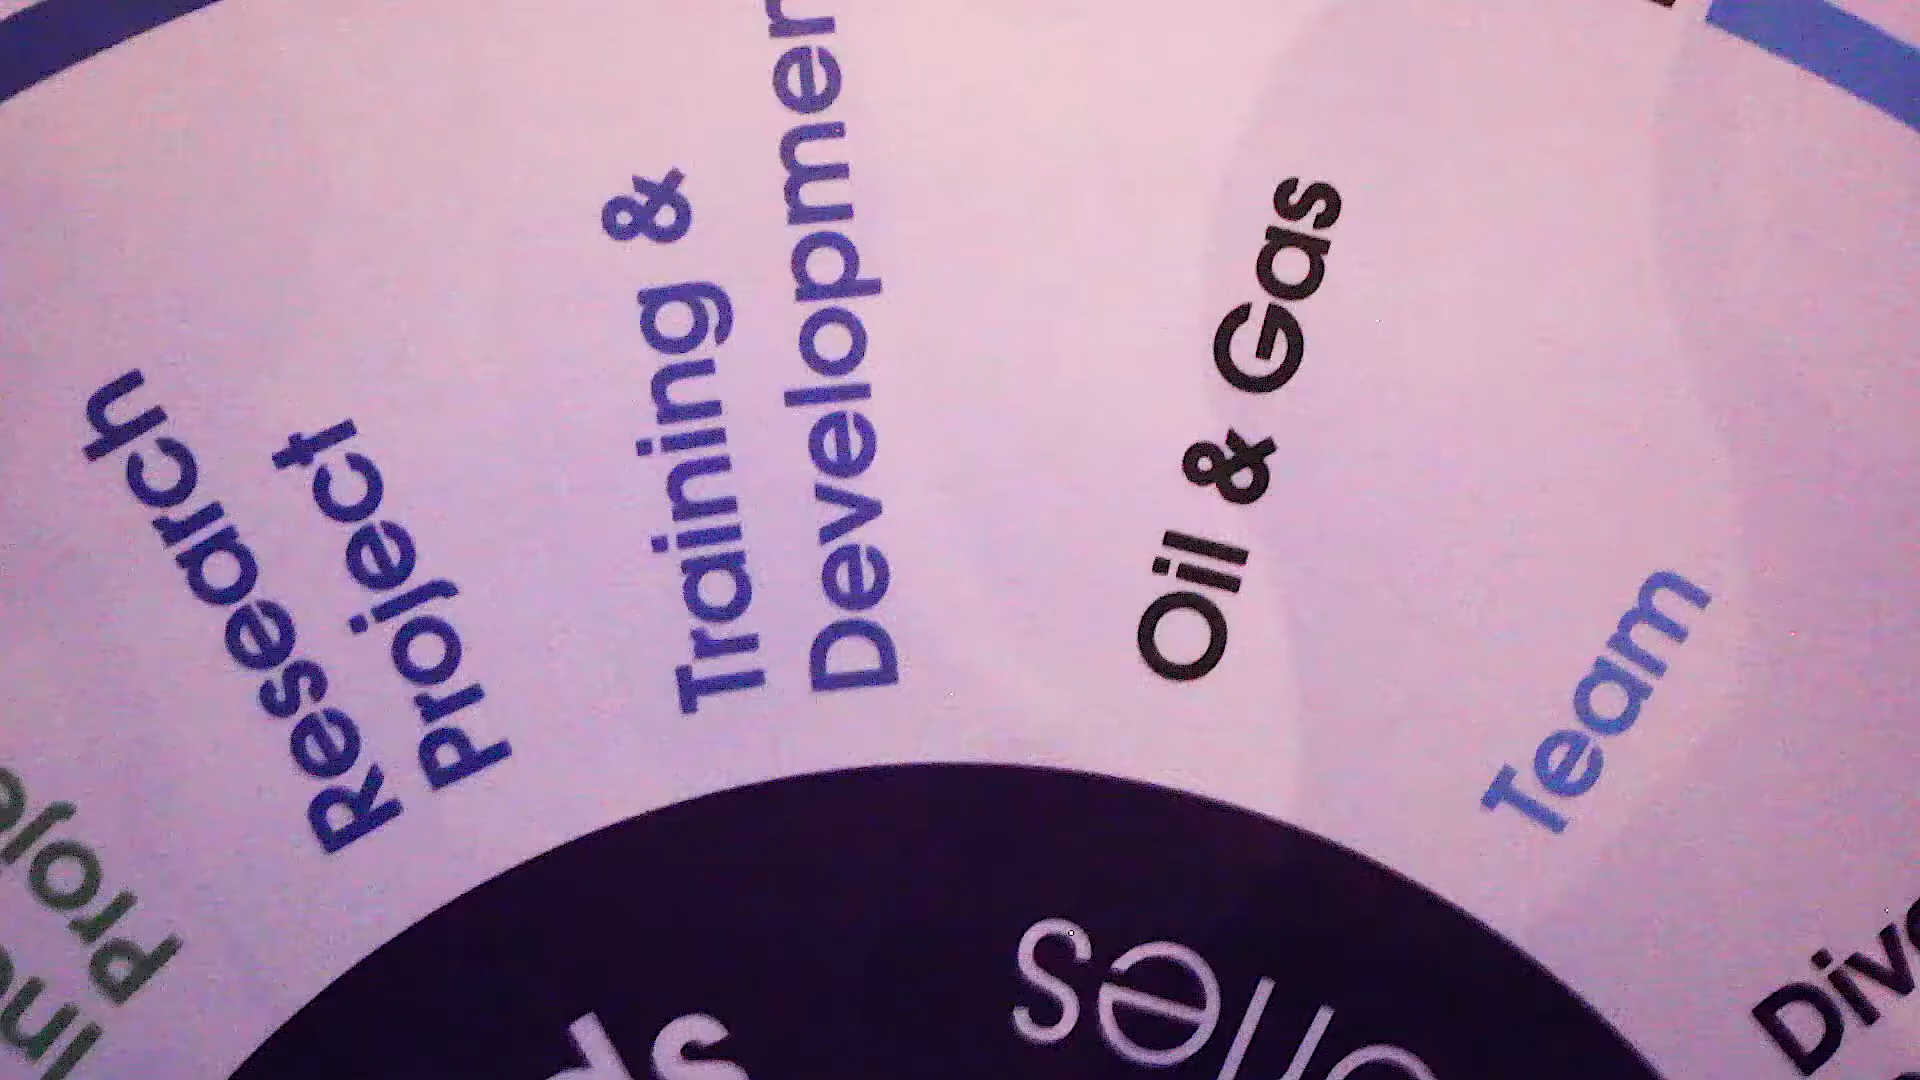 Research
Project
Training &
Developmen
Oil & Gas
Team